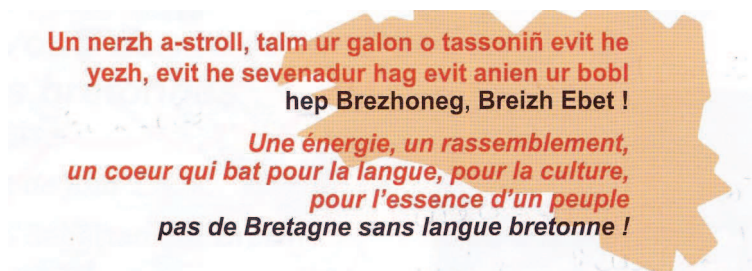 Un nerzh a-stroll, talm ur galon o tassoniñ evit he
yezh, evit he sevenadur hag evit anien ur bobl
hep Brezhoneg, Breizh Ebet !
Une énergie, un rassemblement,
un coeur qui bat pour la langue, pour la culture,
pour l'essence d'un peuple
pas de Bretagne sans langue bretonne !